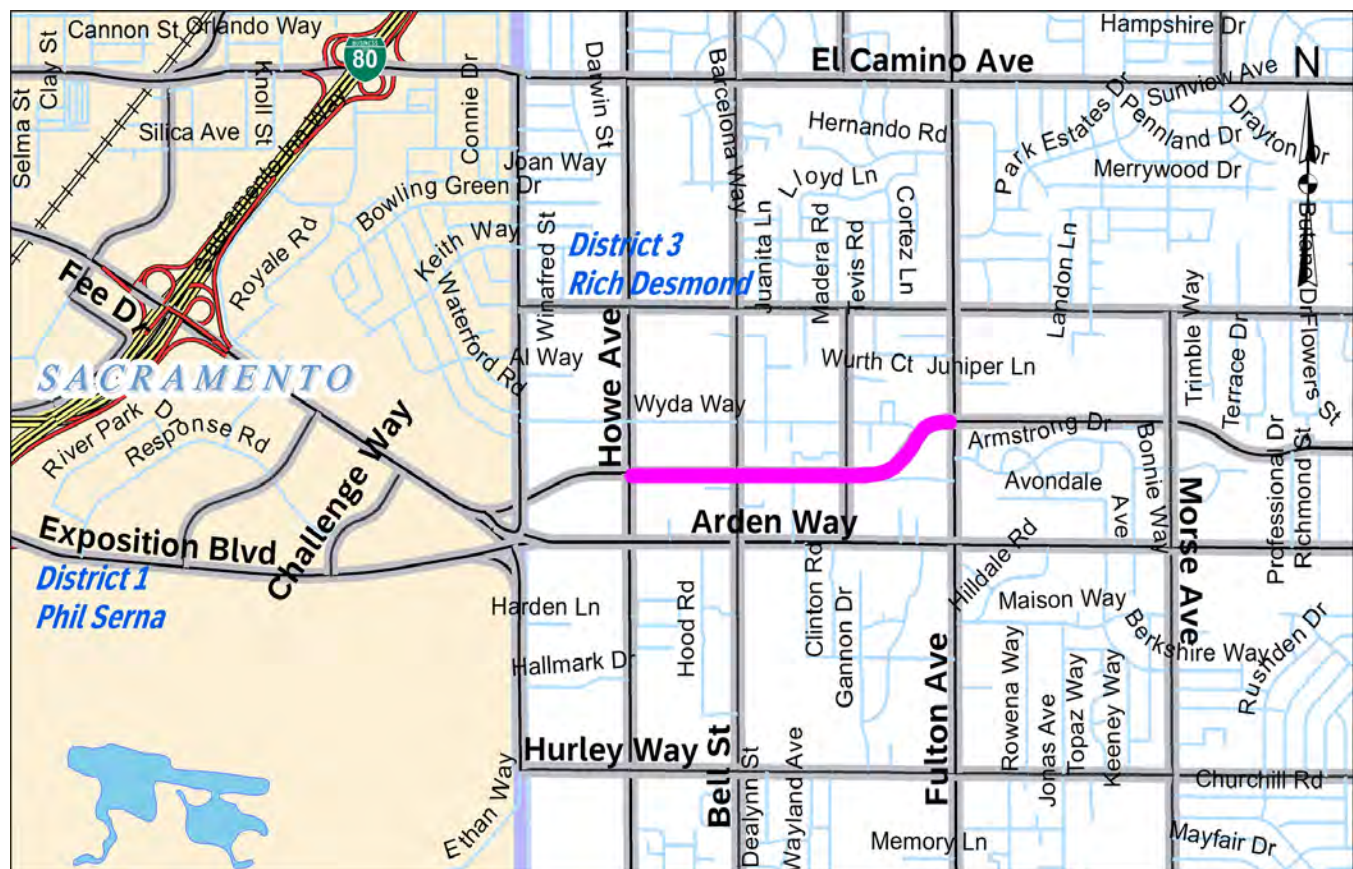 Cannon St
Orlando Way
Hampshire Dr
BUSINESS
80
El Camino Ave
N
Selma St
Clay St
Knoll St
Connie Dr
Darwin St
Barcelona Way
Sunview Ave
Silica Ave
Hernando Rd
Park Estates Dr
Pennland Dr
Drayton Dr
Joan Way
Merrywood Dr
Lloyd Ln
Bowling Green Dr
Cortez Ln
Butano Dr
Royale Rd
Keith Way
Winafred St
District 3
Rich Desmond
Juanita Ln
Madera Rd
Tevis Rd
Landon Ln
Trimble Way
Fee Dr
Waterford Rd
Flowers St
Al Way
Wurth Ct
Juniper Ln
Terrace Dr
SACRAMENTO
Howe Ave
Wyda Way
River Park D
Response Rd
Armstrong Dr
Bonnie Way
Professional Dr
Richmond St
Challenge Way
Avondale
Ave
Morse Ave
Exposition Blvd
Arden Way
District 1
Phil Serna
Clinton Rd
Hilldale Rd
Harden Ln
Hood Rd
Gannon Dr
Maison Way
Berkshire Way
Rushden Dr
Hallmark Dr
Fulton Ave
Rowena Way
Jonas Ave
Topaz Way
Keeney Way
Hurley Way
Bell St
Churchill Rd
Ethan Way
Dealynn St
Wayland Ave
Memory Ln
Mayfair Dr